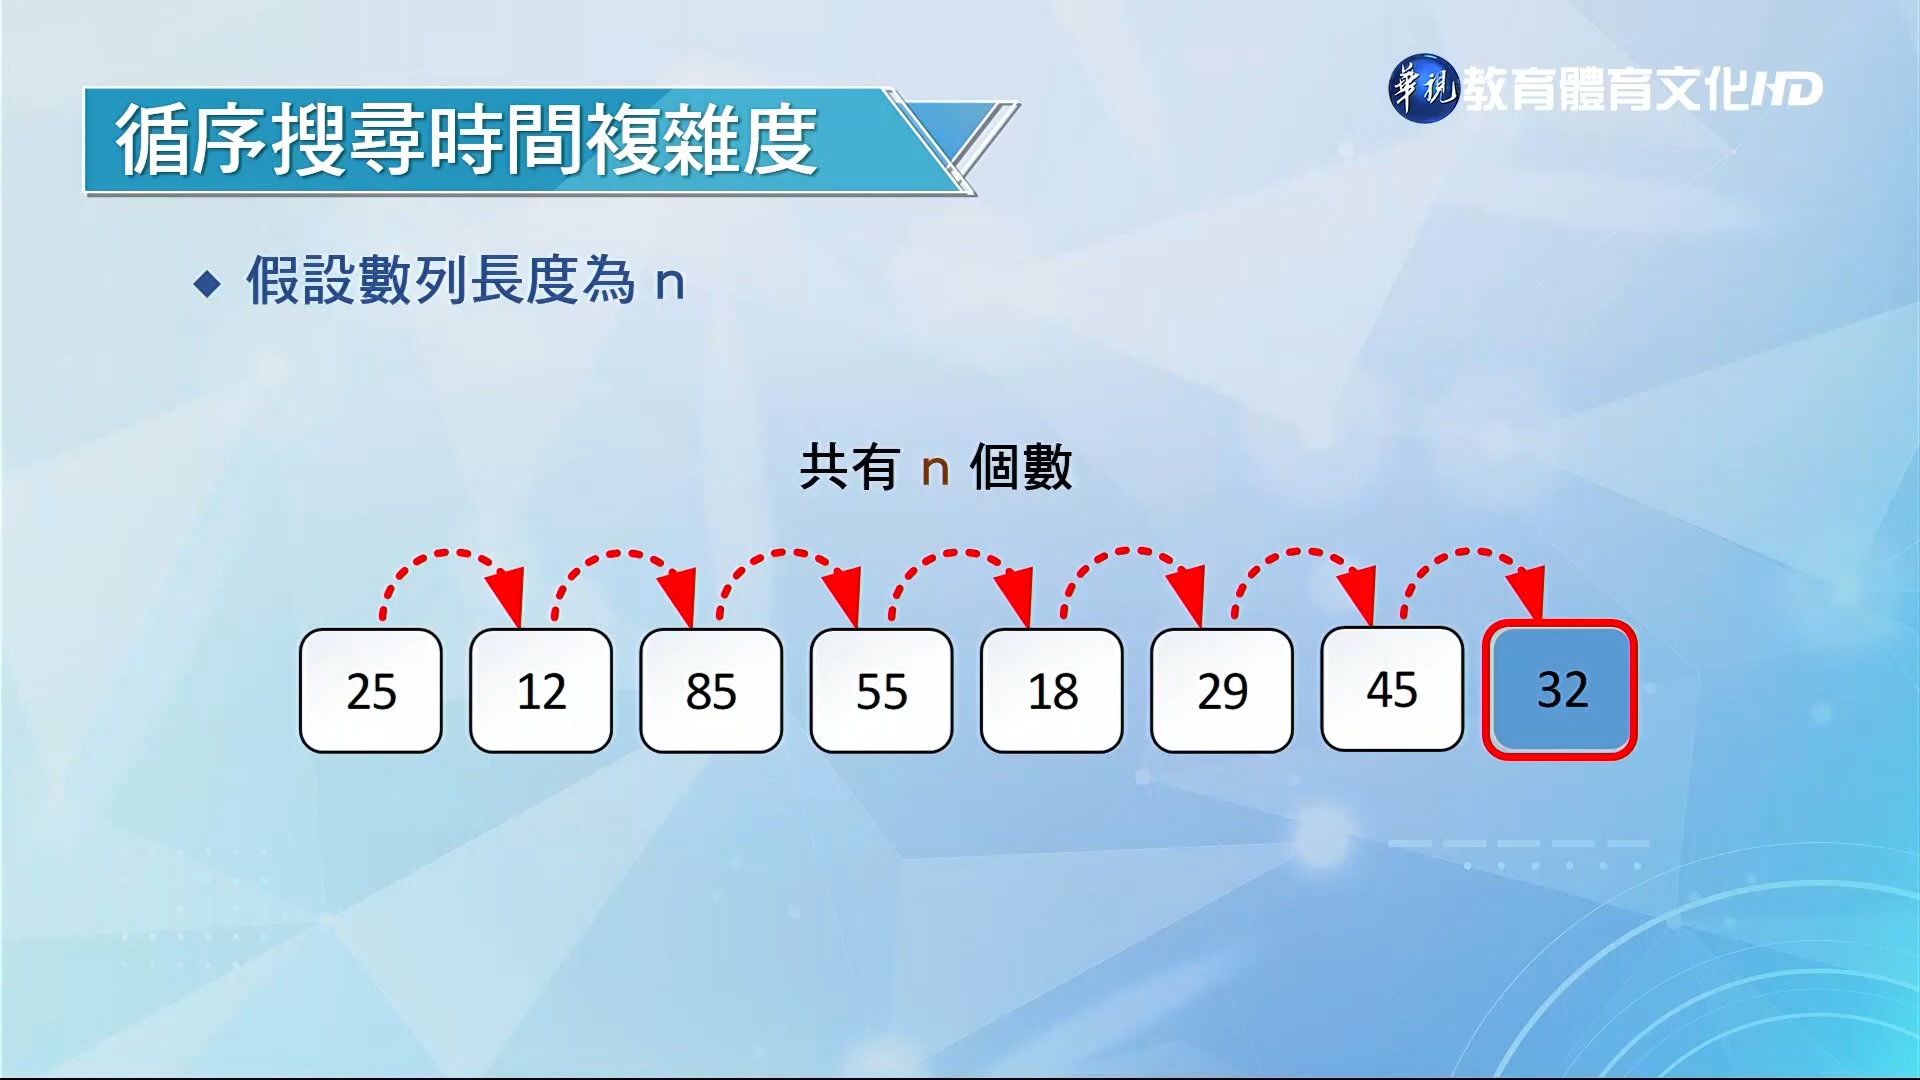 華視 教育體育文化HD
循序搜尋時間複雜度
假設數列長度為 n
共有 n 個數
25 12 85 55 18 29 45 32